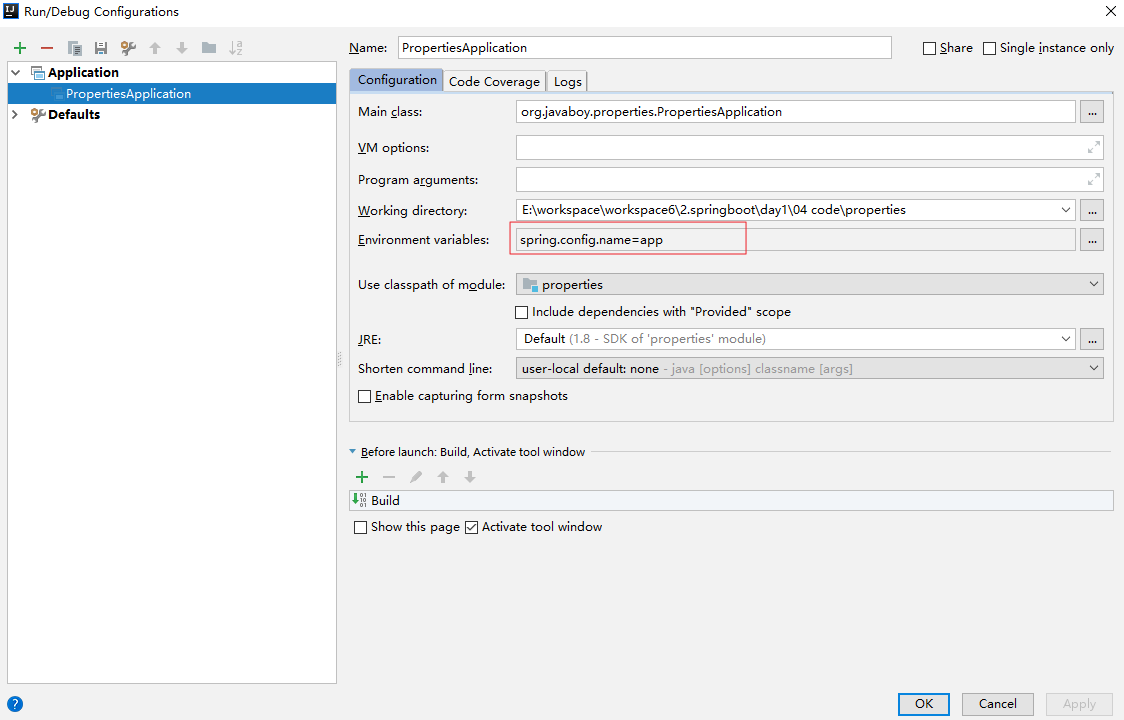 Run/Debug Configurations
Application
PropertiesApplication
Defaults
Name: PropertiesApplication
Share Single instance only
Configuration Code Coverage Logs
Main class: org.javaboy.properties.PropertiesApplication ...
VM options:
Program arguments:
Working directory: E:\workspace\workspace6\2.springboot\day1\04 code\properties ...
Environment variables: spring.config.name=app ...
Use classpath of module: properties
Include dependencies with "Provided" scope
JRE: Default (1.8 - SDK of 'properties' module) ...
Shorten command line: user-local default: none - java [options] classname [args]
Enable capturing form snapshots
Before launch: Build, Activate tool window
Build
Show this page Activate tool window
? OK Cancel Apply